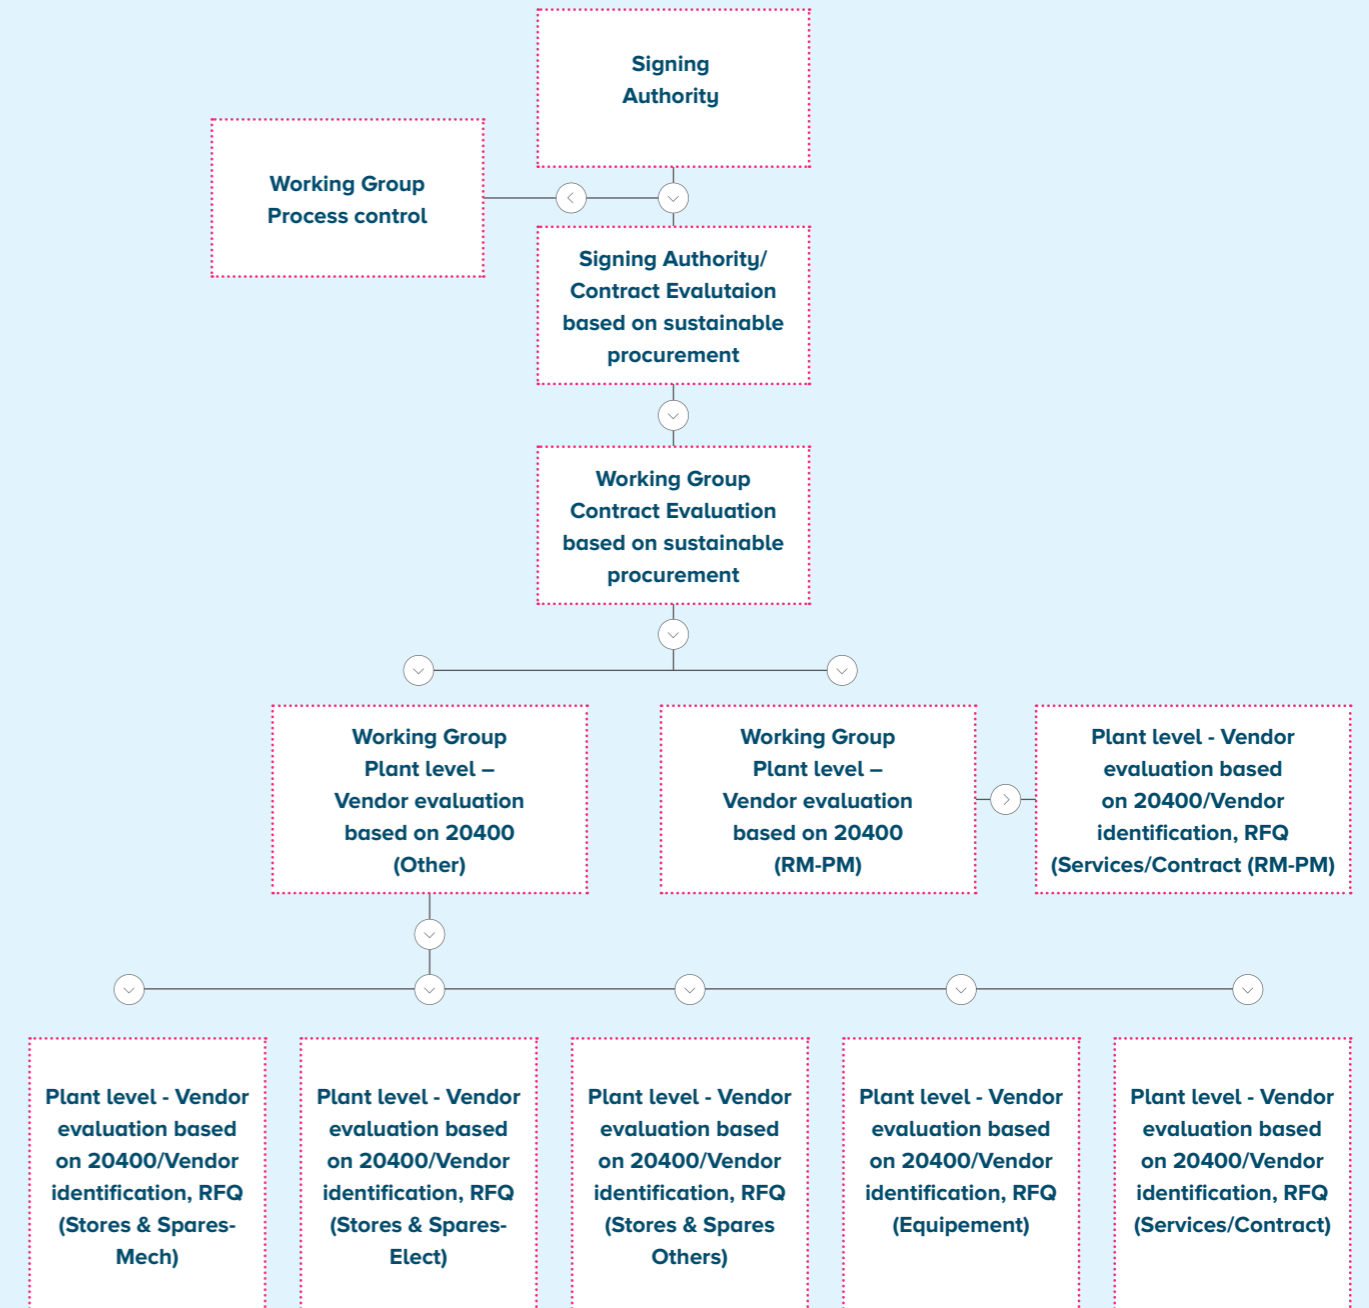 Signing
Authority
Working Group
Process control
Signing Authority/
Contract Evalutaion
based on sustainable
procurement
Working Group
Contract Evaluation
based on sustainable
procurement
Working Group
Plant level –
Vendor evaluation
based on 20400
(Other)
Working Group
Plant level –
Vendor evaluation
based on 20400
(RM-PM)
Plant level - Vendor
evaluation based
on 20400/Vendor
identification, RFQ
(Services/Contract (RM-PM)
Plant level - Vendor
evaluation based
on 20400/Vendor
identification, RFQ
(Stores & Spares-
Mech)
Plant level - Vendor
evaluation based
on 20400/Vendor
identification, RFQ
(Stores & Spares-
Elect)
Plant level - Vendor
evaluation based
on 20400/Vendor
identification, RFQ
(Stores & Spares
Others)
Plant level - Vendor
evaluation based
on 20400/Vendor
identification, RFQ
(Equipement)
Plant level - Vendor
evaluation based
on 20400/Vendor
identification, RFQ
(Services/Contract)